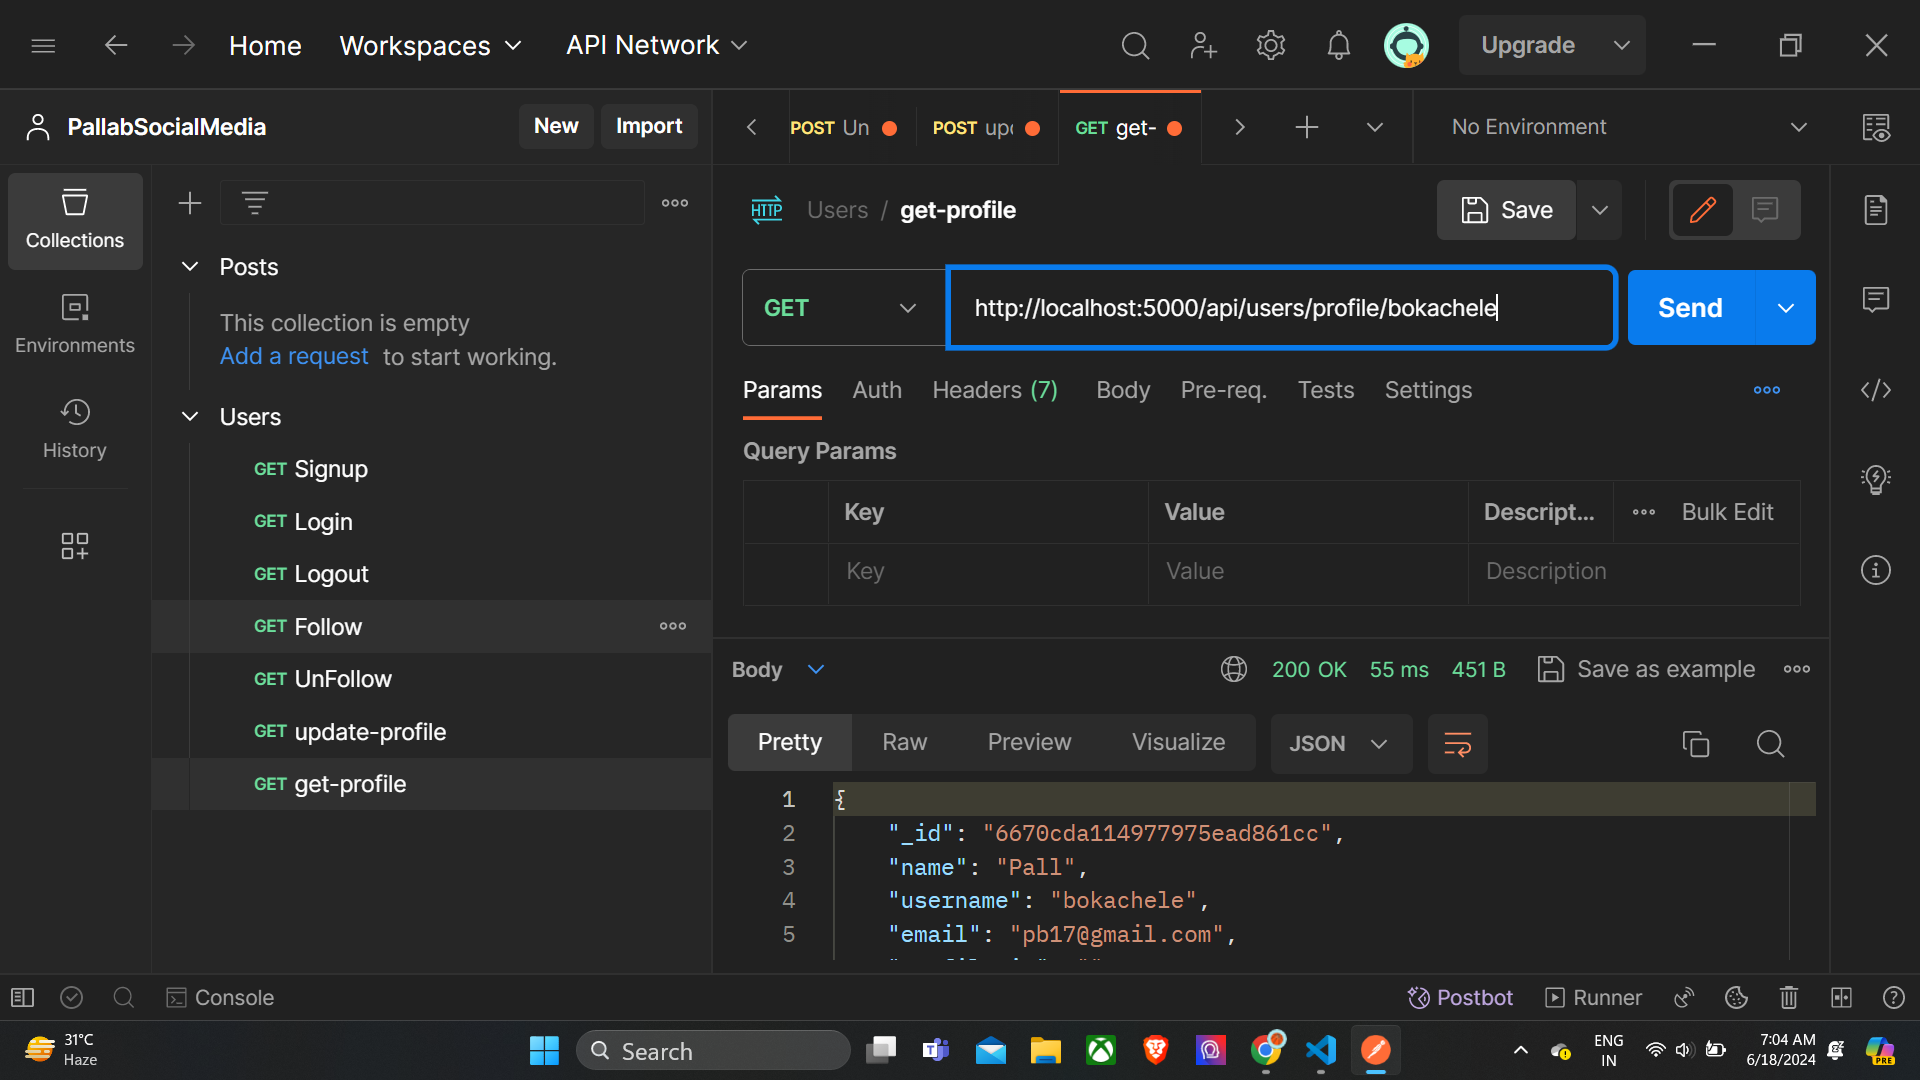 Home Workspaces API Network Upgrade
PallabSocialMedia New Import POST Un POST upd GET get- No Environment
Collections
Environments
History
Posts
This collection is empty
Add a request to start working.
Users
GET Signup
GET Login
GET Logout
GET Follow
GET UnFollow
GET update-profile
GET get-profile
HTTP Users / get-profile Save
GET http://localhost:5000/api/users/profile/bokachele Send
Params Auth Headers (7) Body Pre-req. Tests Settings
Query Params
Key Value Descript... Bulk Edit
Key Value Description
Body 200 OK 55 ms 451 B Save as example
Pretty Raw Preview Visualize JSON
1 {
2 "_id": "6670cda114977975ead861cc",
3 "name": "Pall",
4 "username": "bokachele",
5 "email": "pb17@gmail.com",
Console Postbot Runner
31°C
Haze
Search
ENG
IN
7:04 AM
6/18/2024
PRE